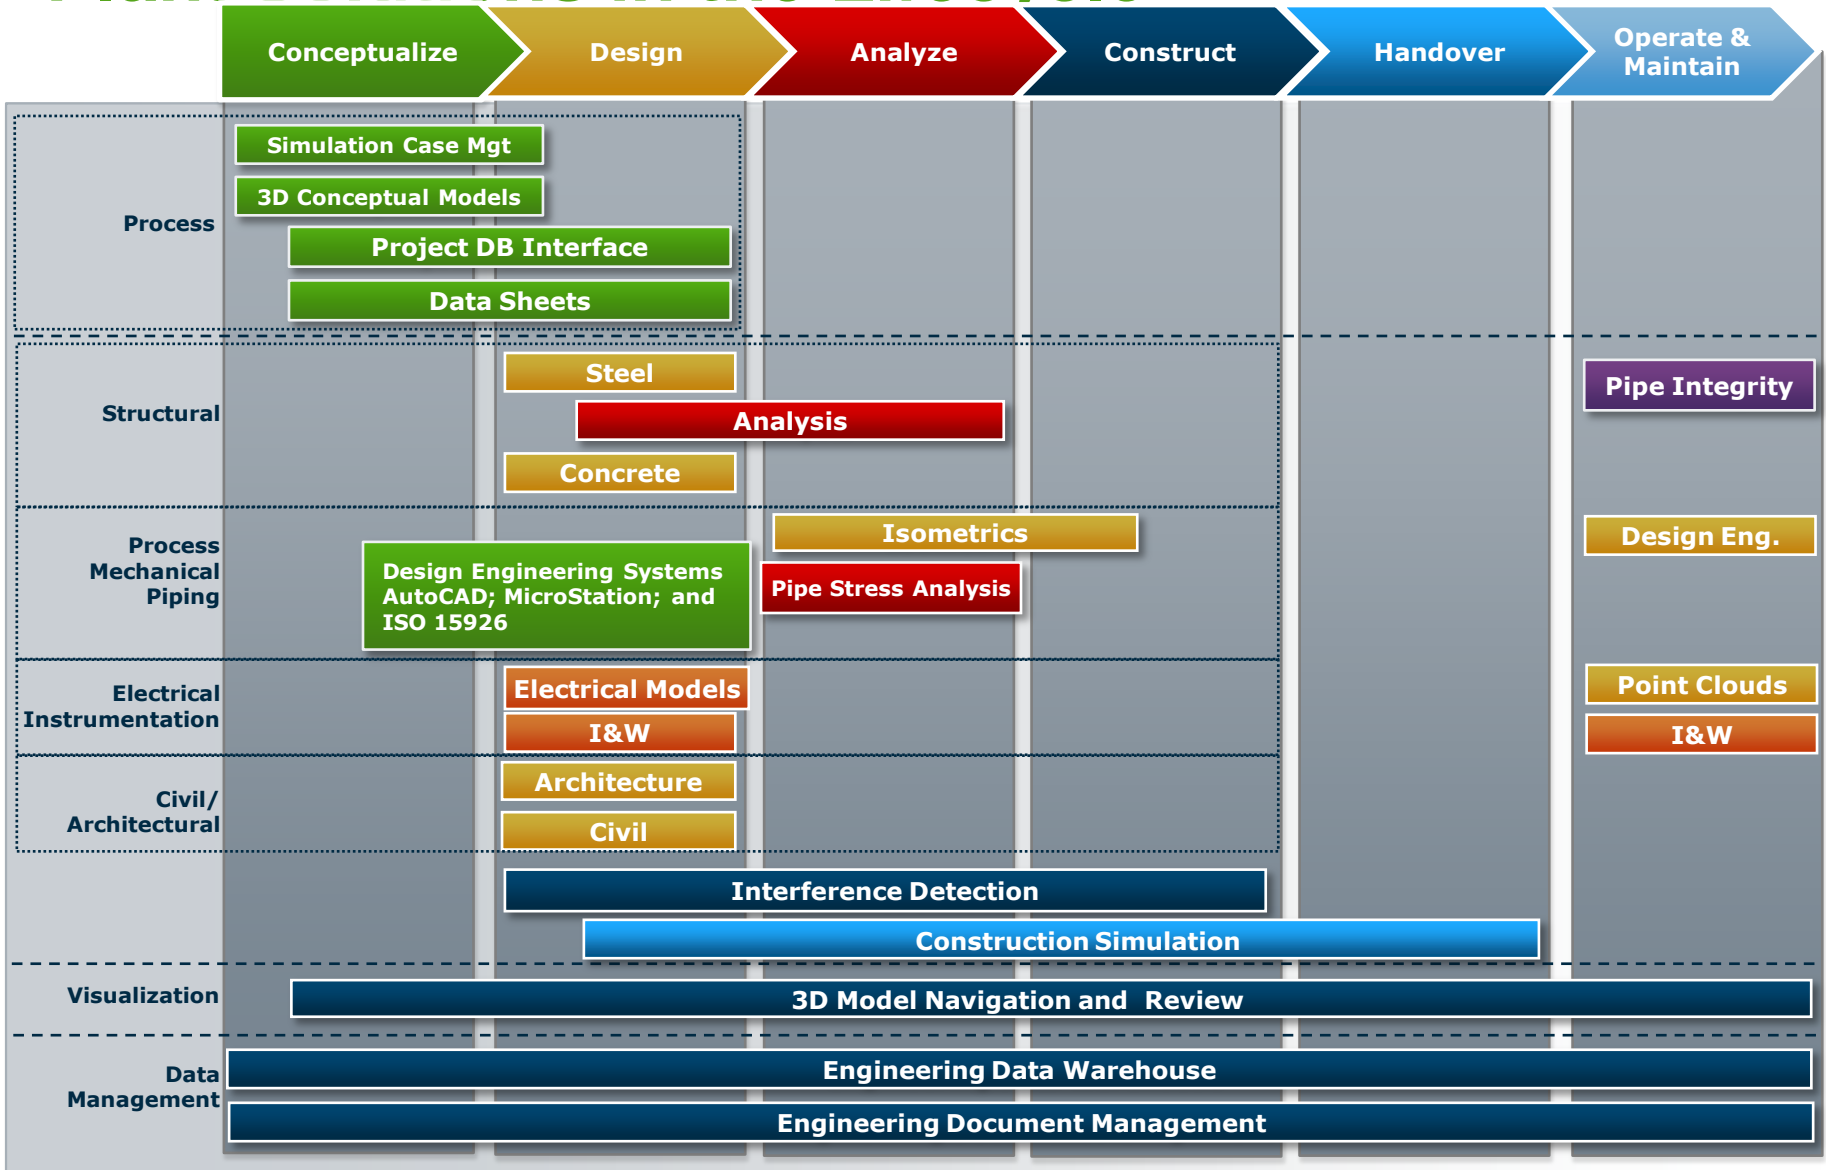 in the
Conceptualize
Design
Analyze
Construct
Handover
Operate &
Maintain
Process
Simulation Case Mgt
3D Conceptual Models
Project DB Interface
Data Sheets
Structural
Steel
Analysis
Concrete
Pipe Integrity
Process
Mechanical
Piping
Design Engineering Systems
AutoCAD; MicroStation; and
ISO 15926
Isometrics
Pipe Stress Analysis
Design Eng.
Electrical
Instrumentation
Electrical Models
I&W
Point Clouds
I&W
Civil/
Architectural
Architecture
Civil
Interference Detection
Construction Simulation
Visualization
3D Model Navigation and Review
Data
Management
Engineering Data Warehouse
Engineering Document Management